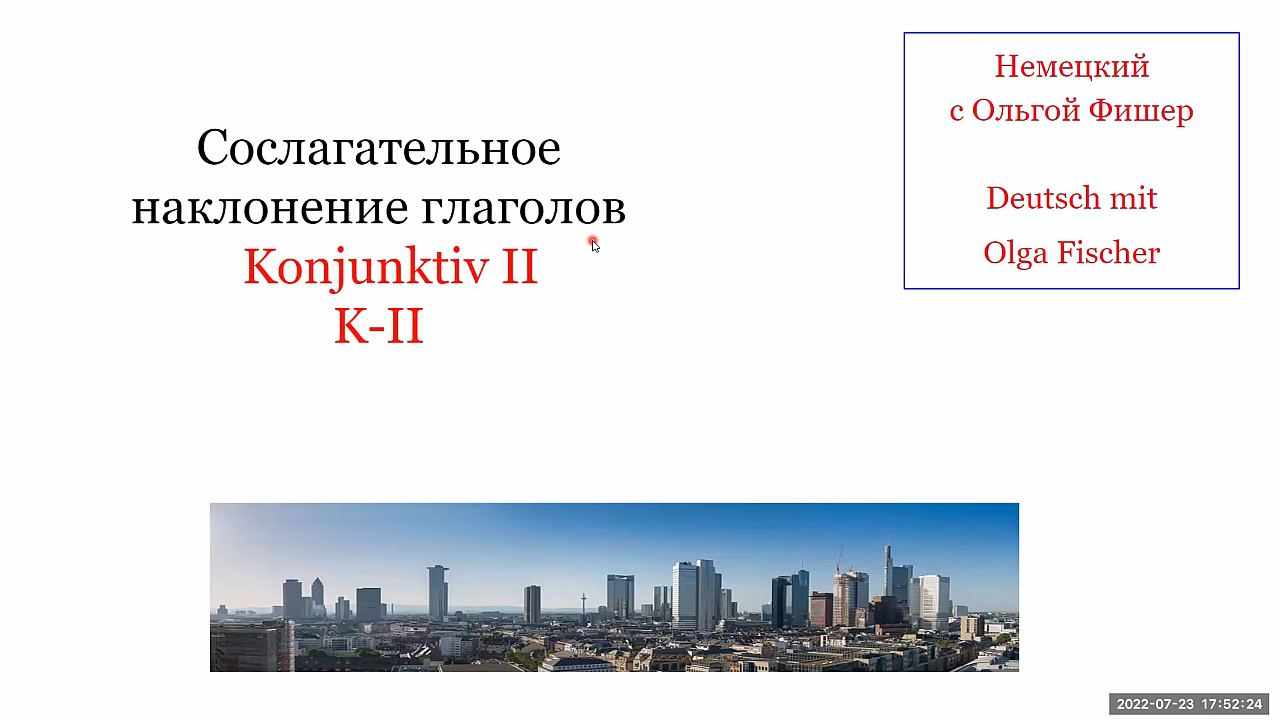 Сослагательное
наклонение глаголов
Konjunktiv II
K-II
Немецкий
с Ольгой Фишер
Deutsch mit
Olga Fischer
2022-07-23 17:52:24